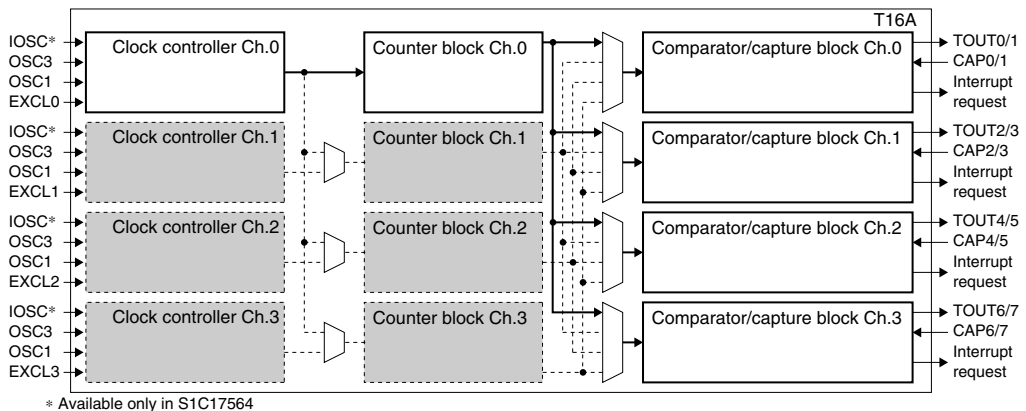 T16A
IOSC*
OSC3
OSC1
EXCL0
Clock controller Ch.0
Counter block Ch.0
Comparator/capture block Ch.0
TOUT0/1
CAP0/1
Interrupt
request
IOSC*
OSC3
OSC1
EXCL1
Clock controller Ch.1
Counter block Ch.1
Comparator/capture block Ch.1
TOUT2/3
CAP2/3
Interrupt
request
IOSC*
OSC3
OSC1
EXCL2
Clock controller Ch.2
Counter block Ch.2
Comparator/capture block Ch.2
TOUT4/5
CAP4/5
Interrupt
request
IOSC*
OSC3
OSC1
EXCL3
Clock controller Ch.3
Counter block Ch.3
Comparator/capture block Ch.3
TOUT6/7
CAP6/7
Interrupt
request
* Available only in S1C17564